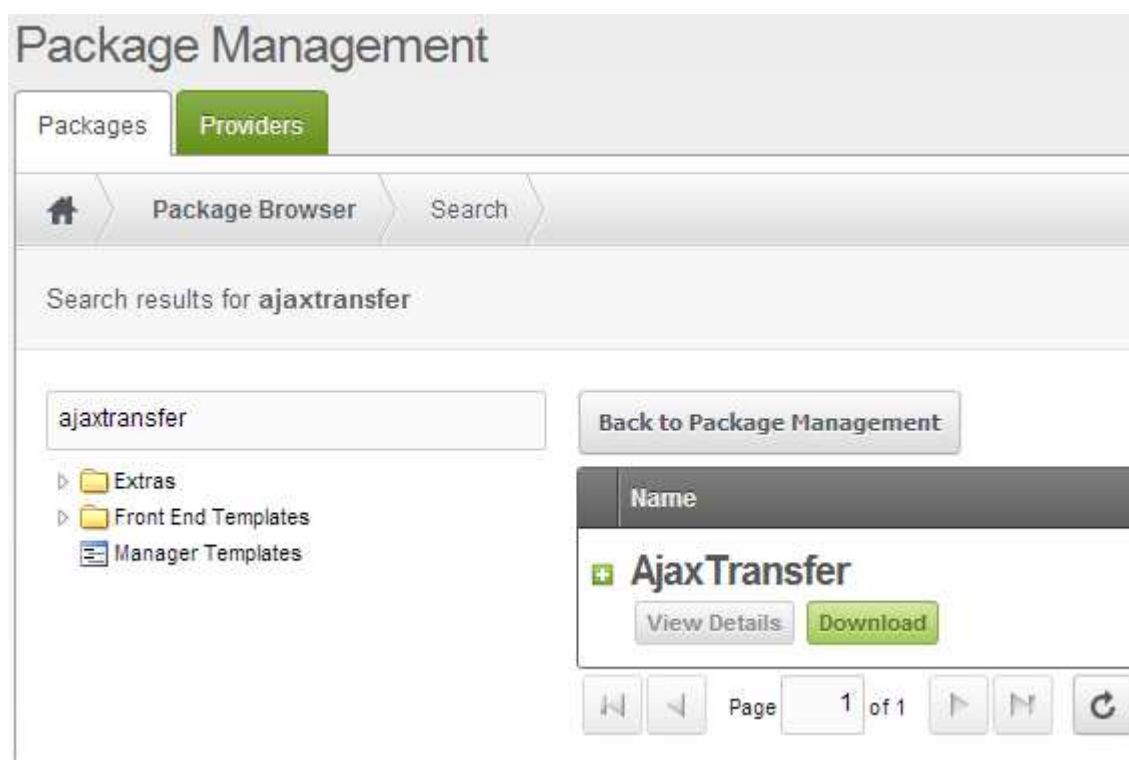 Package Management
Packages Providers
Package Browser Search
Search results for ajaxtransfer
ajaxtransfer
Extras
Front End Templates
Manager Templates
Back to Package Management
Name
AjaxTransfer
View Details Download
Page 1 of 1